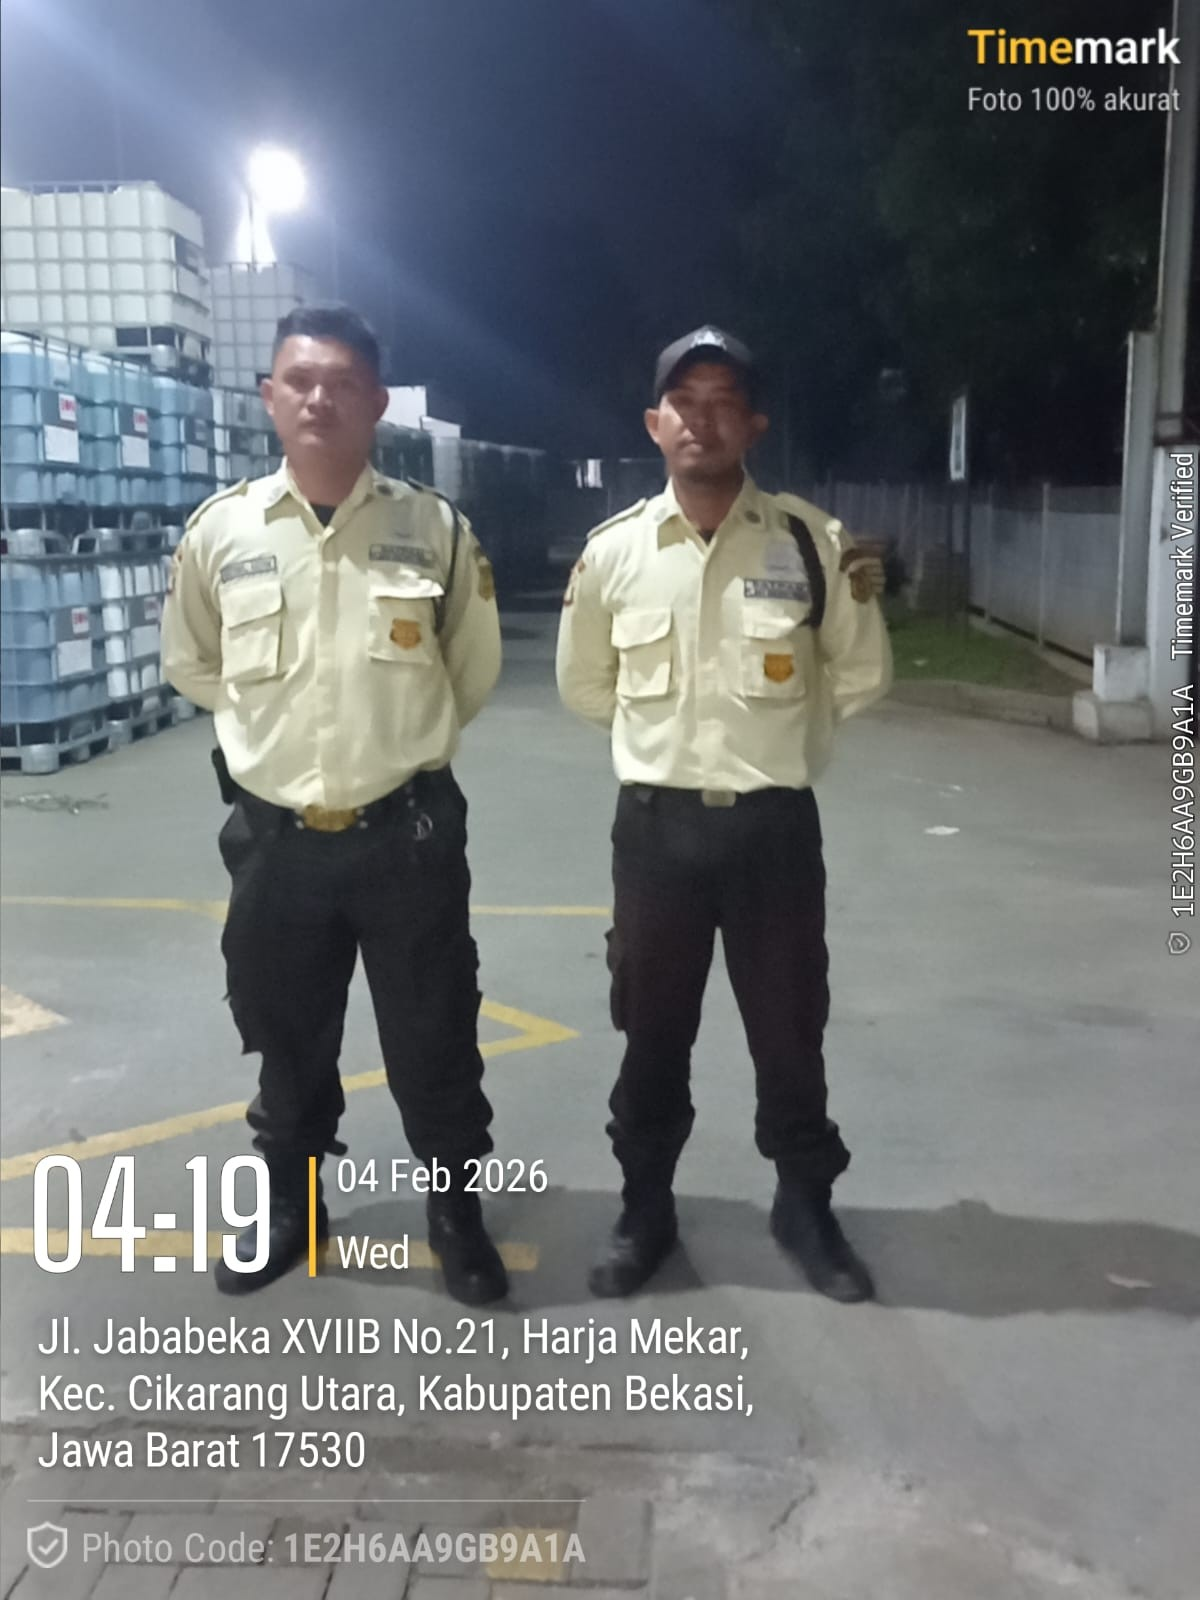 Timemark
Foto 100% akurat
1E2H6AA9GB9A1A Timemark Verified
04:19
04 Feb 2026
Wed
Jl. Jababeka XVIIB No.21, Harja Mekar,
Kec. Cikarang Utara, Kabupaten Bekasi,
Jawa Barat 17530
Photo Code: 1E2H6AA9GB9A1A